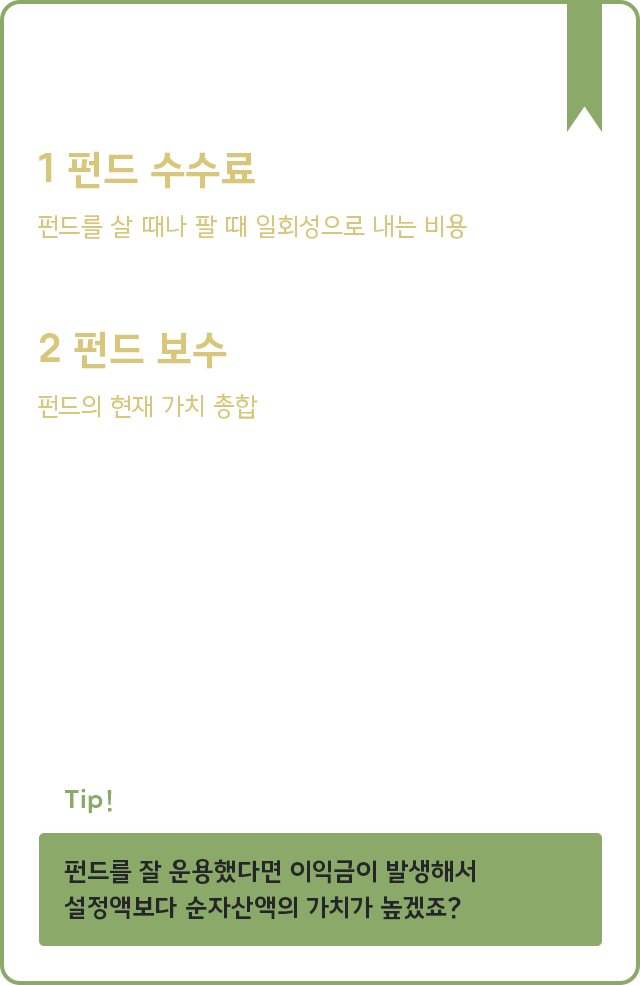 1 펀드 수수료
펀드를 살 때나 팔 때 일회성으로 내는 비용
2 펀드 보수
펀드의 현재 가치 총합
Tip!
펀드를 잘 운용했다면 이익금이 발생해서
설정액보다 순자산액의 가치가 높겠죠?